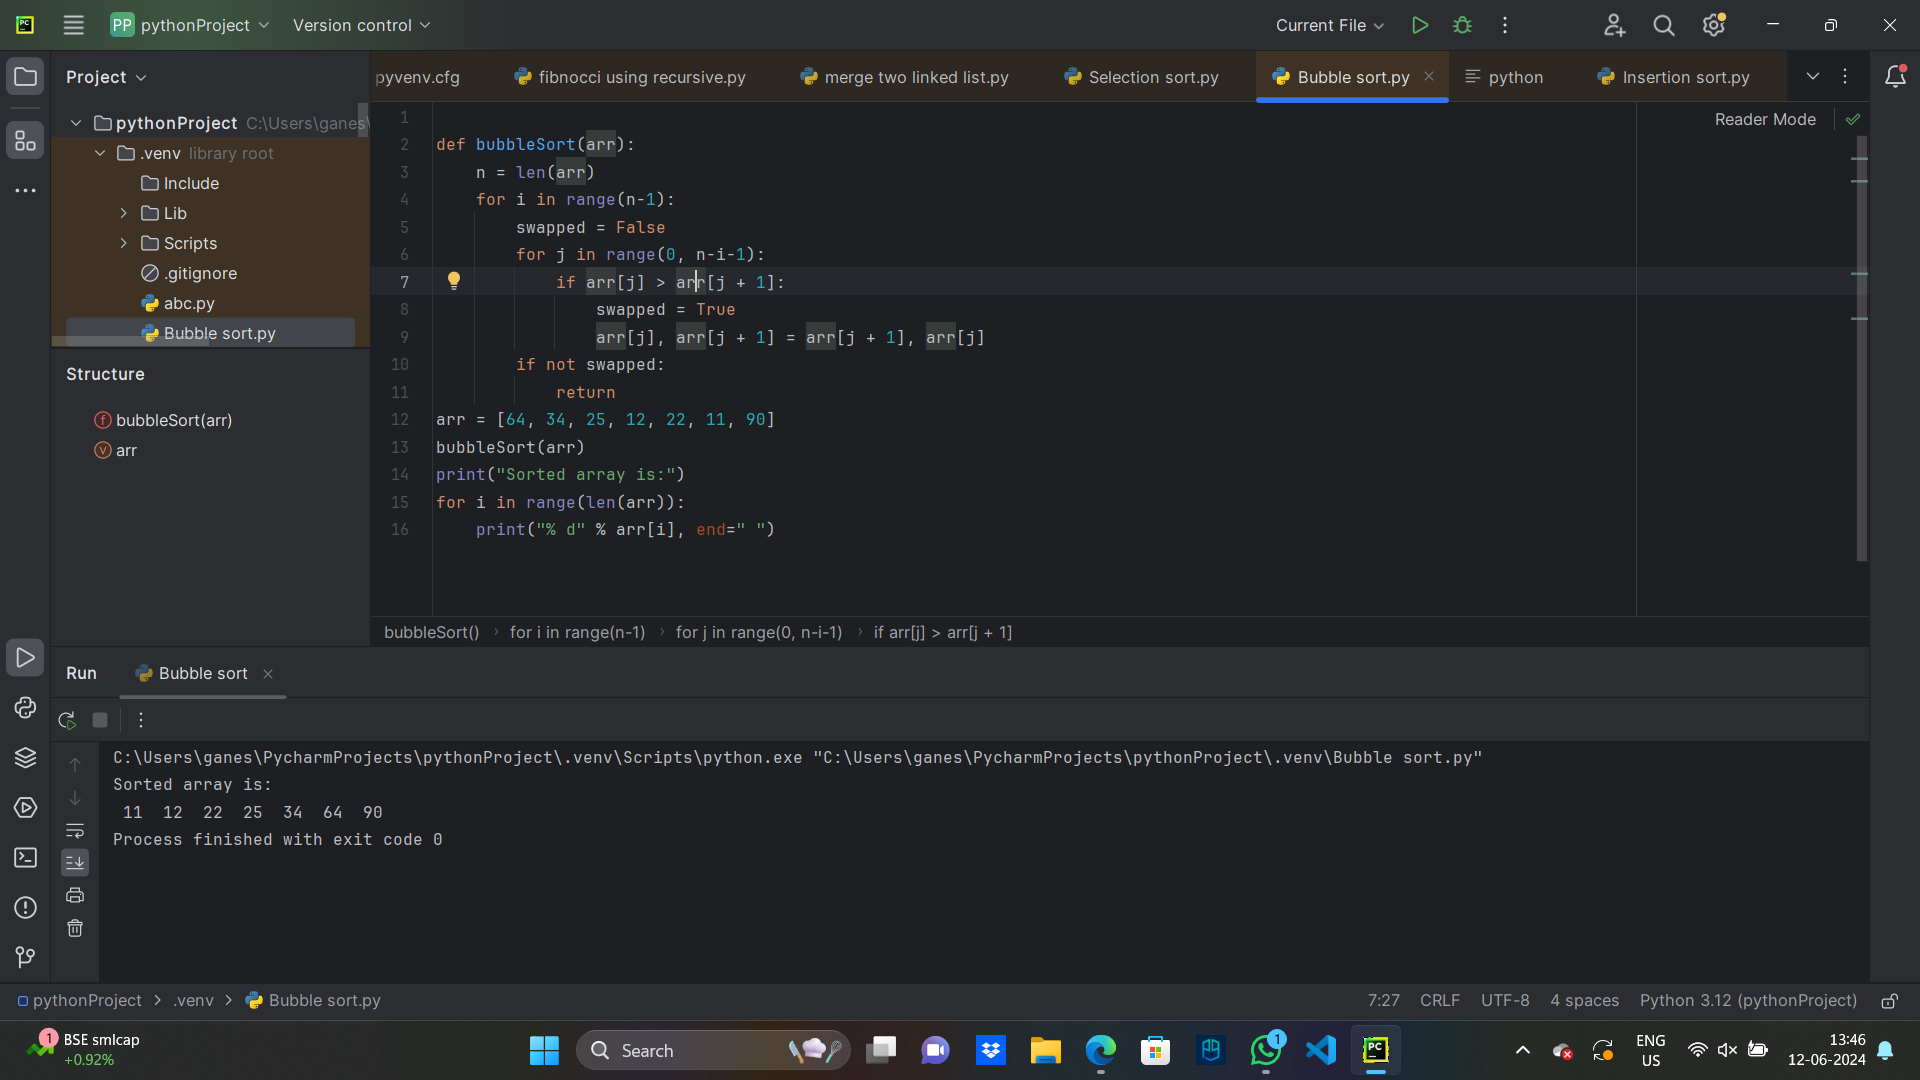 PP pythonProject Version control Current File
Project
pyvenv.cfg fibnocci using recursive.py merge two linked list.py Selection sort.py Bubble sort.py python Insertion sort.py
pythonProject C:\Users\ganes\
.venv library root
Include
Lib
Scripts
.gitignore
abc.py
Bubble sort.py
Structure
bubbleSort(arr)
arr
Reader Mode
1
2 def bubbleSort(arr):
3 n = len(arr)
4 for i in range(n-1):
5 swapped = False
6 for j in range(0, n-i-1):
7 if arr[j] > arr[j + 1]:
8 swapped = True
9 arr[j], arr[j + 1] = arr[j + 1], arr[j]
10 if not swapped:
11 return
12 arr = [64, 34, 25, 12, 22, 11, 90]
13 bubbleSort(arr)
14 print("Sorted array is:")
15 for i in range(len(arr)):
16 print("% d" % arr[i], end=" ")
bubbleSort() › for i in range(n-1) › for j in range(0, n-i-1) › if arr[j] > arr[j + 1]
Run Bubble sort
C:\Users\ganes\PycharmProjects\pythonProject\.venv\Scripts\python.exe "C:\Users\ganes\PycharmProjects\pythonProject\.venv\Bubble sort.py"
Sorted array is:
11 12 22 25 34 64 90
Process finished with exit code 0
pythonProject > .venv > Bubble sort.py 7:27 CRLF UTF-8 4 spaces Python 3.12 (pythonProject)
1 BSE smlcap
+0.92%
Search
1
PC
ENG
US
13:46
12-06-2024